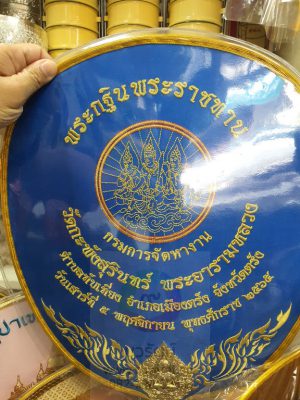 พระกฐินพระราชทาน
กรมการจัดหางาน
วัดกะพังสุรินทร์ พระอารามหลวง
ตำบลทับเที่ยง อำเภอเมืองตรัง จังหวัดตรัง
วันเสาร์ที่ ๕ พฤศจิกายน พุทธศักราช ๒๕๖๕